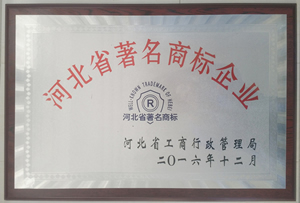 河北省著名商标企业
WELL-KNOWN TRADEMARK OF HEBEI
R
河北省著名商标
河北省工商行政管理局
二〇一六年十二月